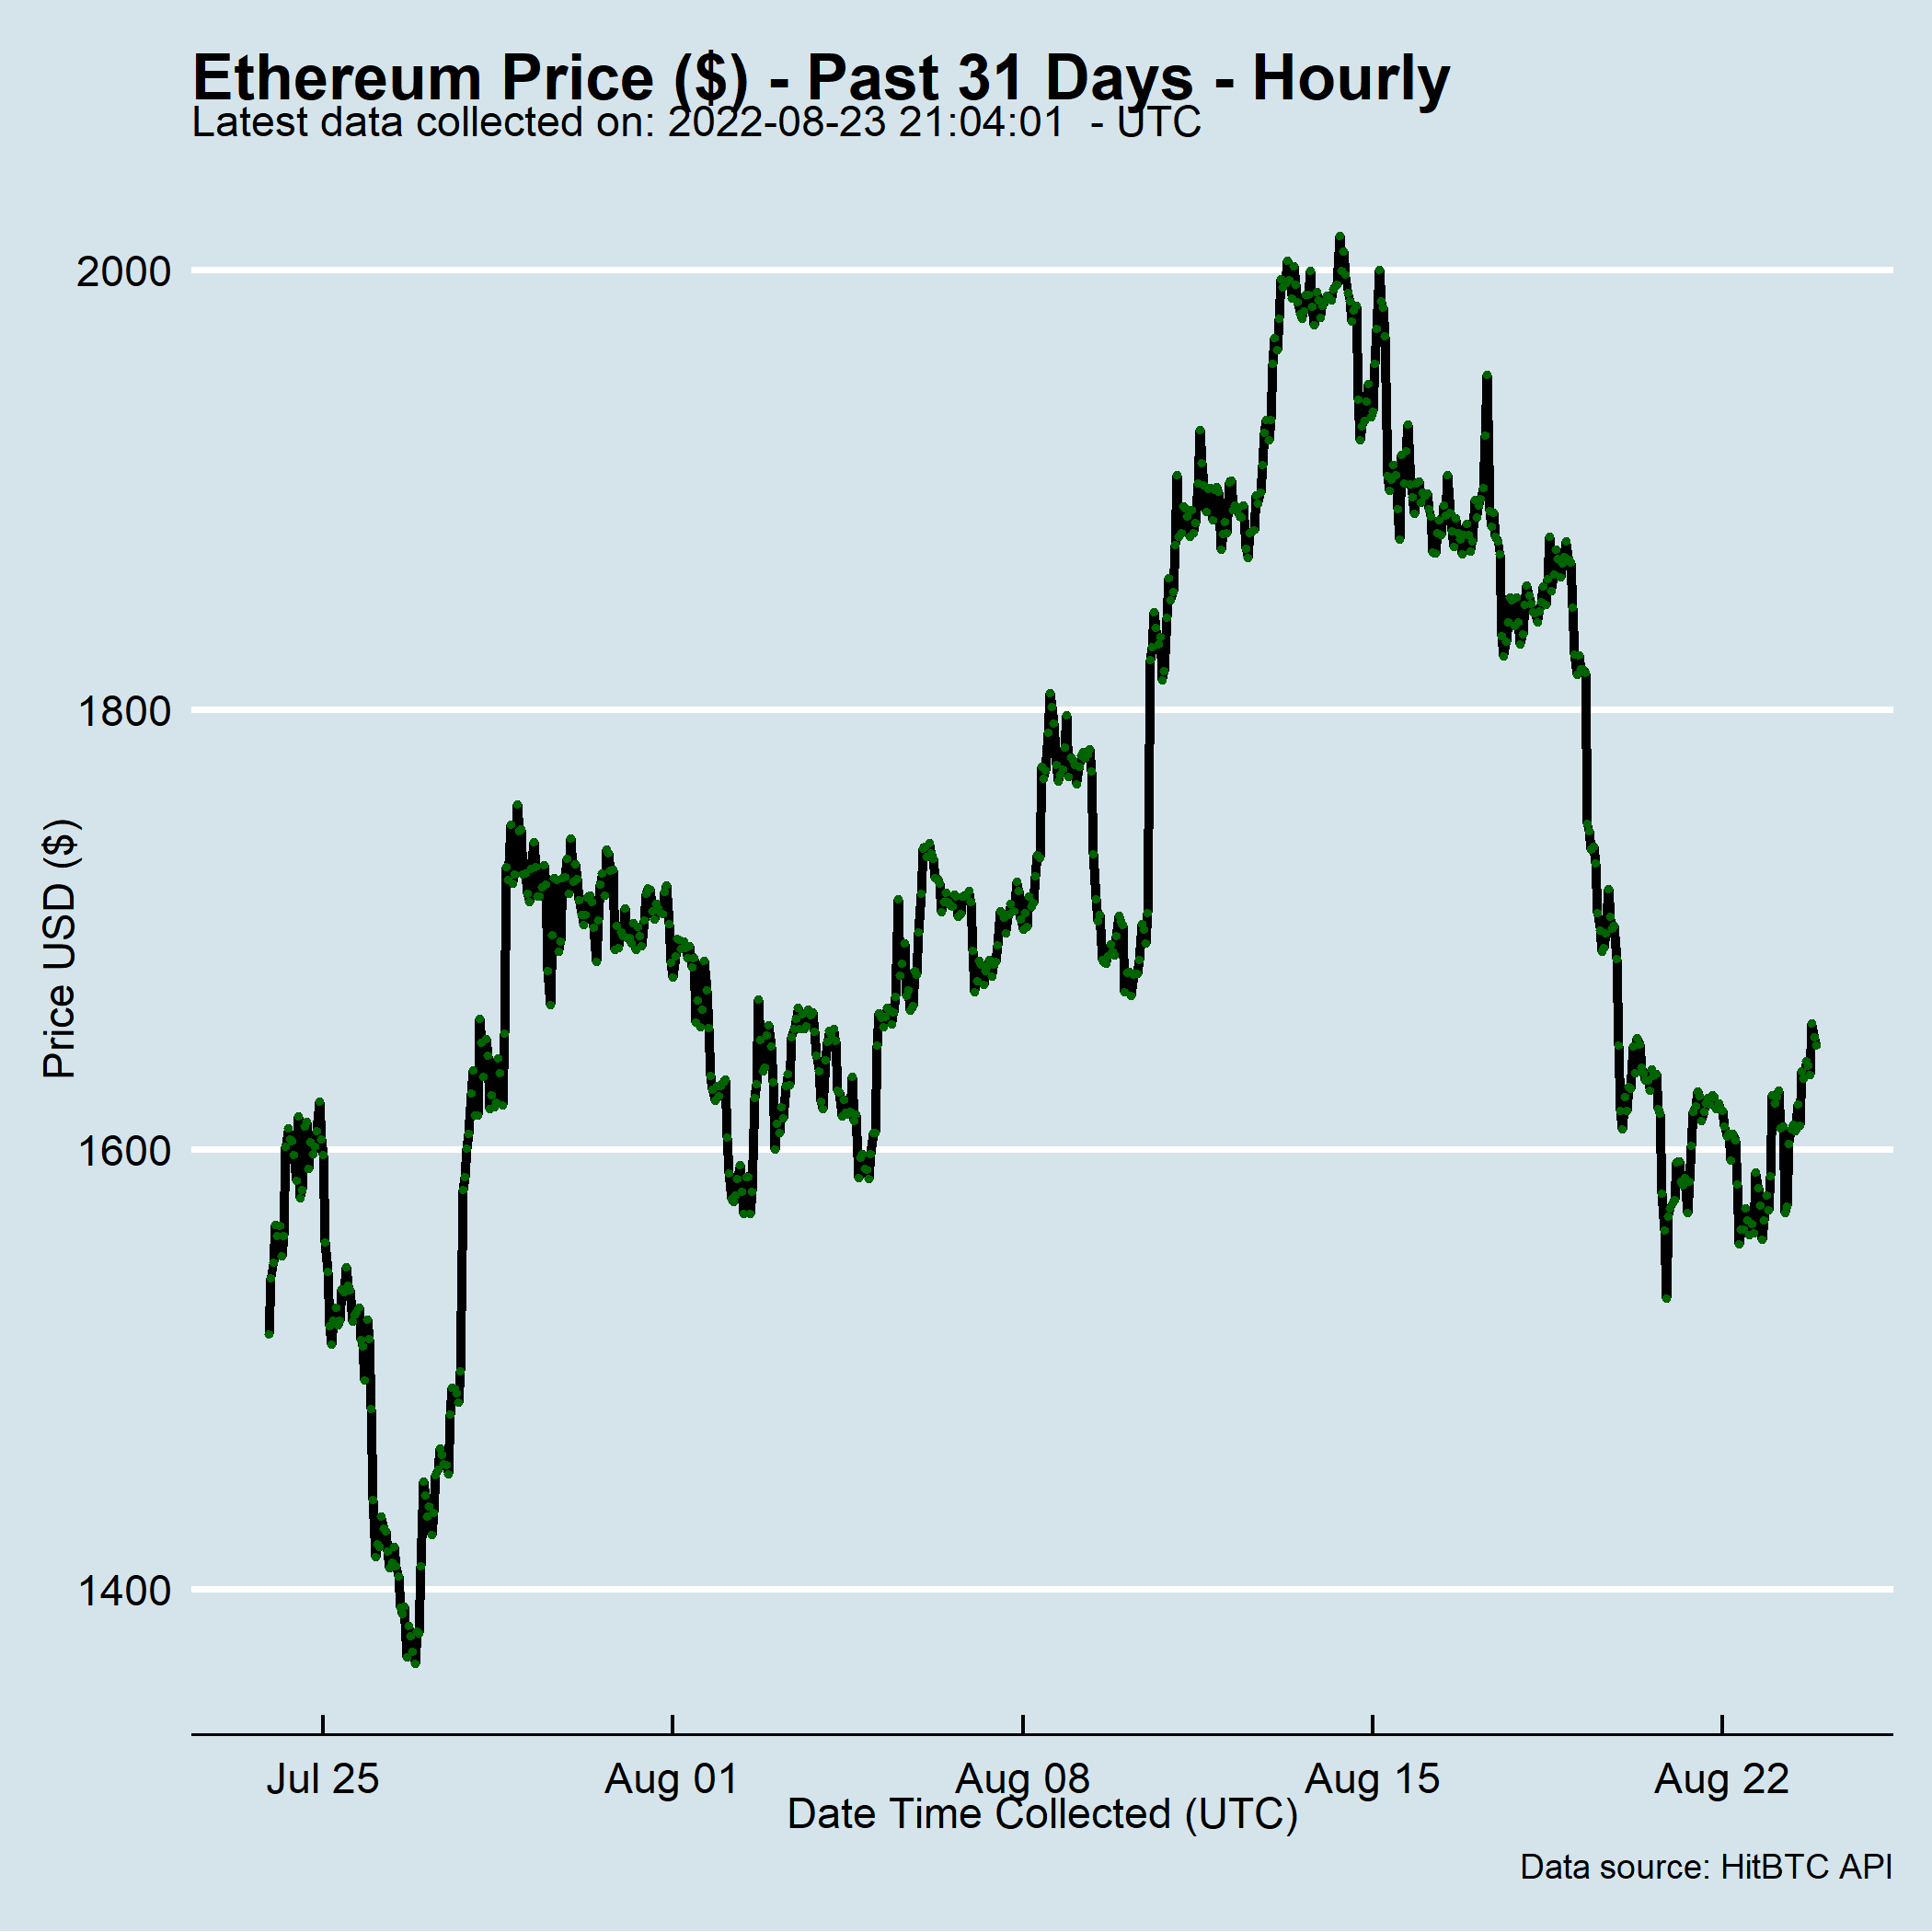 Ethereum Price ($) - Past 31 Days - Hourly
Latest data collected on: 2022-08-23 21:04:01  - UTC
2000
1800
1600
1400
Price USD ($)
Jul 25
Aug 01
Aug 08
Aug 15
Aug 22
Date Time Collected (UTC)
Data source: HitBTC API